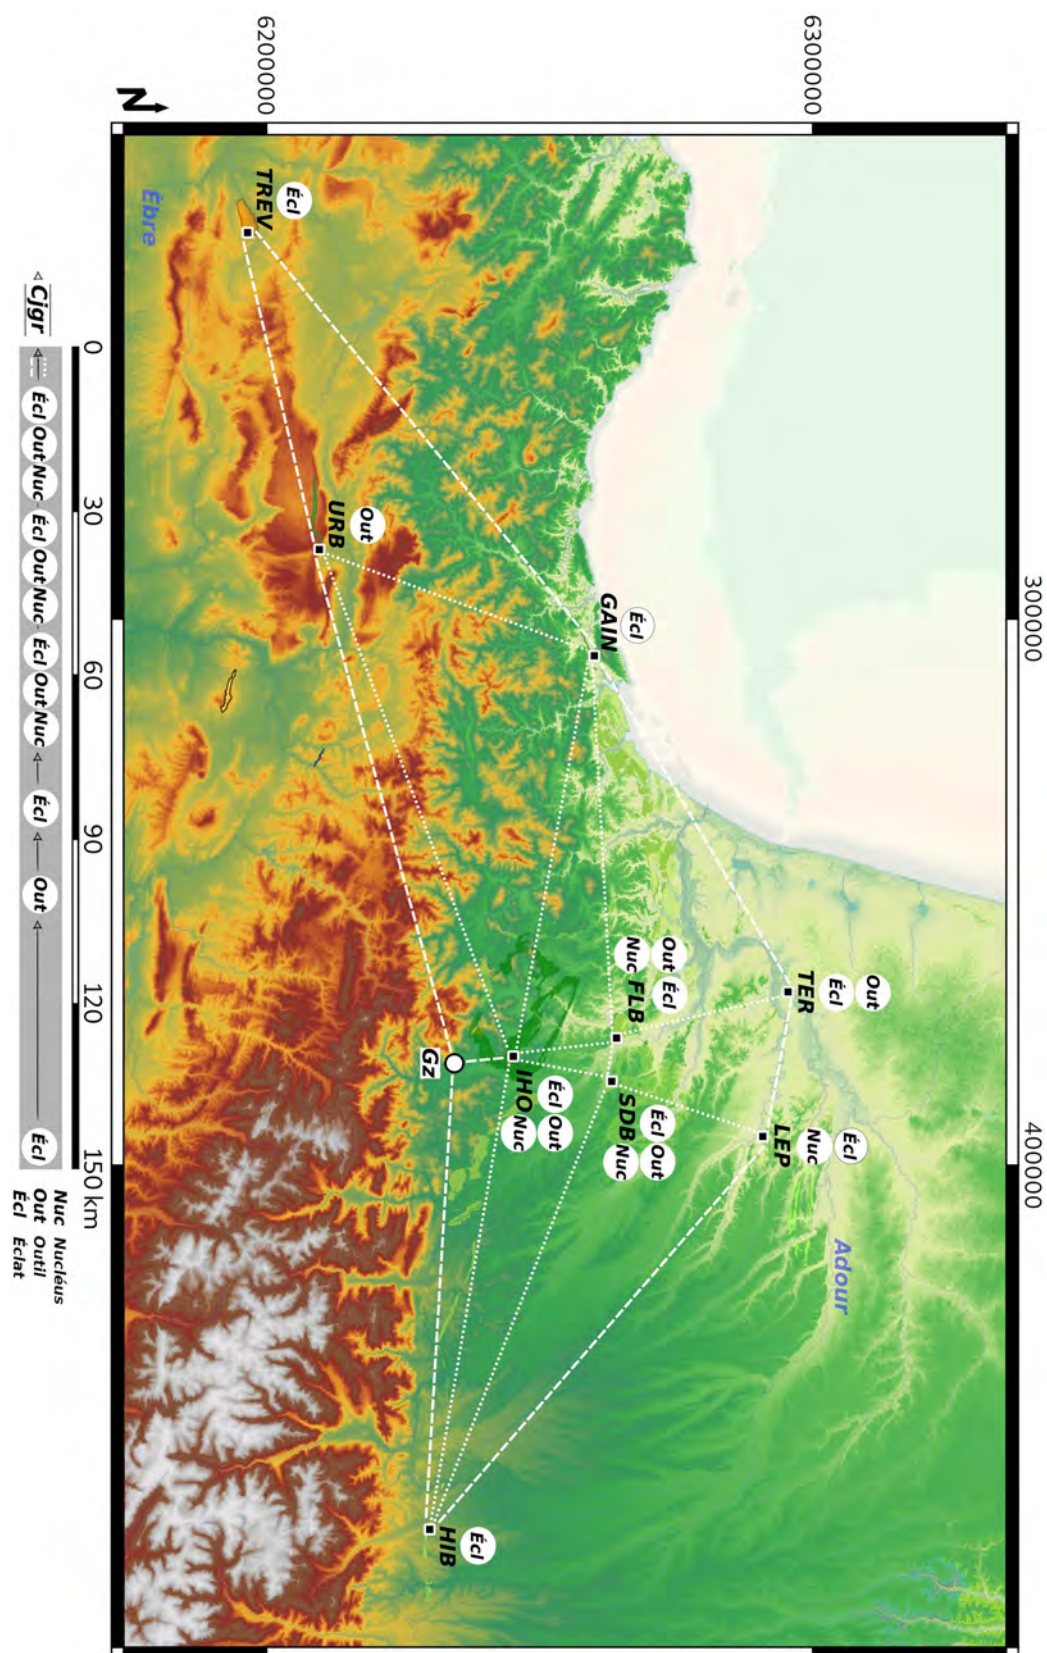 300000
400000
6300000
6200000
N
Adour
Èbre
Out
Écl
TER
Écl
Nuc
LEP
Écl
GAIN
Out
Écl
Nuc
FLB
SDB
Écl
Out
Nuc
IHO
Écl
Out
Nuc
Gz
Écl
HIB
Out
URB
Écl
TREV
0 30 60 90 120 150 km
Cjgr Écl Out Nuc - Écl Out Nuc - Écl Out Nuc Écl Out Écl
Nuc Nucléus
Out Outil
Écl Éclat